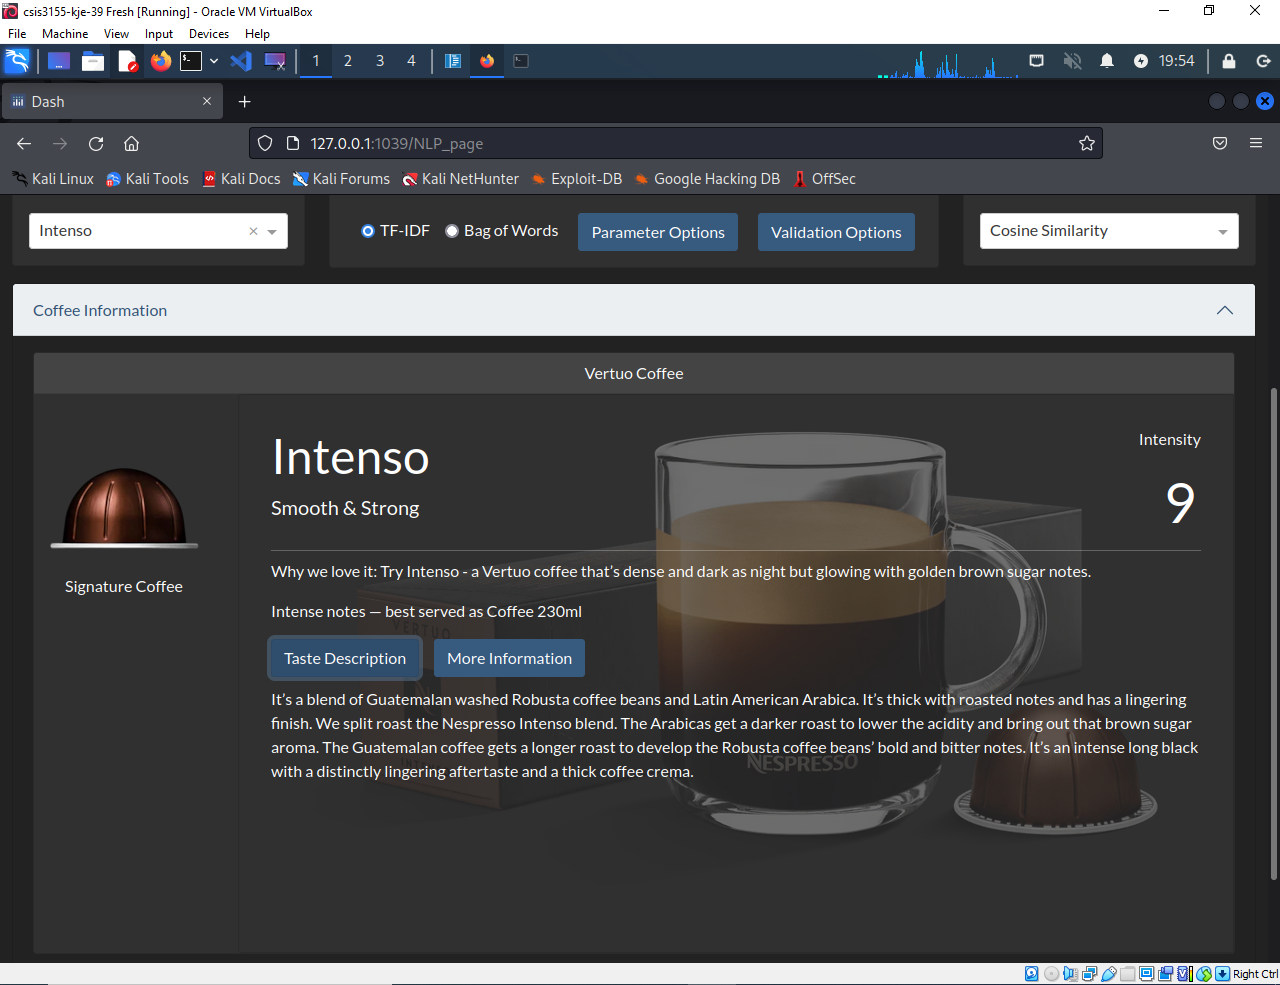 csis3155-kje-39 Fresh [Running] - Oracle VM VirtualBox
File Machine View Input Devices Help
1 2 3 4 19:54
Dash
127.0.0.1:1039/NLP_page
Kali Linux Kali Tools Kali Docs Kali Forums Kali NetHunter Exploit-DB Google Hacking DB OffSec
Intenso TF-IDF Bag of Words Parameter Options Validation Options Cosine Similarity
Coffee Information
Vertuo Coffee
Intensity
Intenso
9
Smooth & Strong
Signature Coffee
Why we love it: Try Intenso - a Vertuo coffee that’s dense and dark as night but glowing with golden brown sugar notes.
Intense notes — best served as Coffee 230ml
VERTUO
Taste Description More Information
It’s a blend of Guatemalan washed Robusta coffee beans and Latin American Arabica. It’s thick with roasted notes and has a lingering
finish. We split roast the Nespresso Intenso blend. The Arabicas get a darker roast to lower the acidity and bring out that brown sugar
aroma. The Guatemalan coffee gets a longer roast to develop the Robusta coffee beans’ bold and bitter notes. It’s an intense long black
with a distinctly lingering aftertaste and a thick coffee crema.
NESPRESSO
Right Ctrl